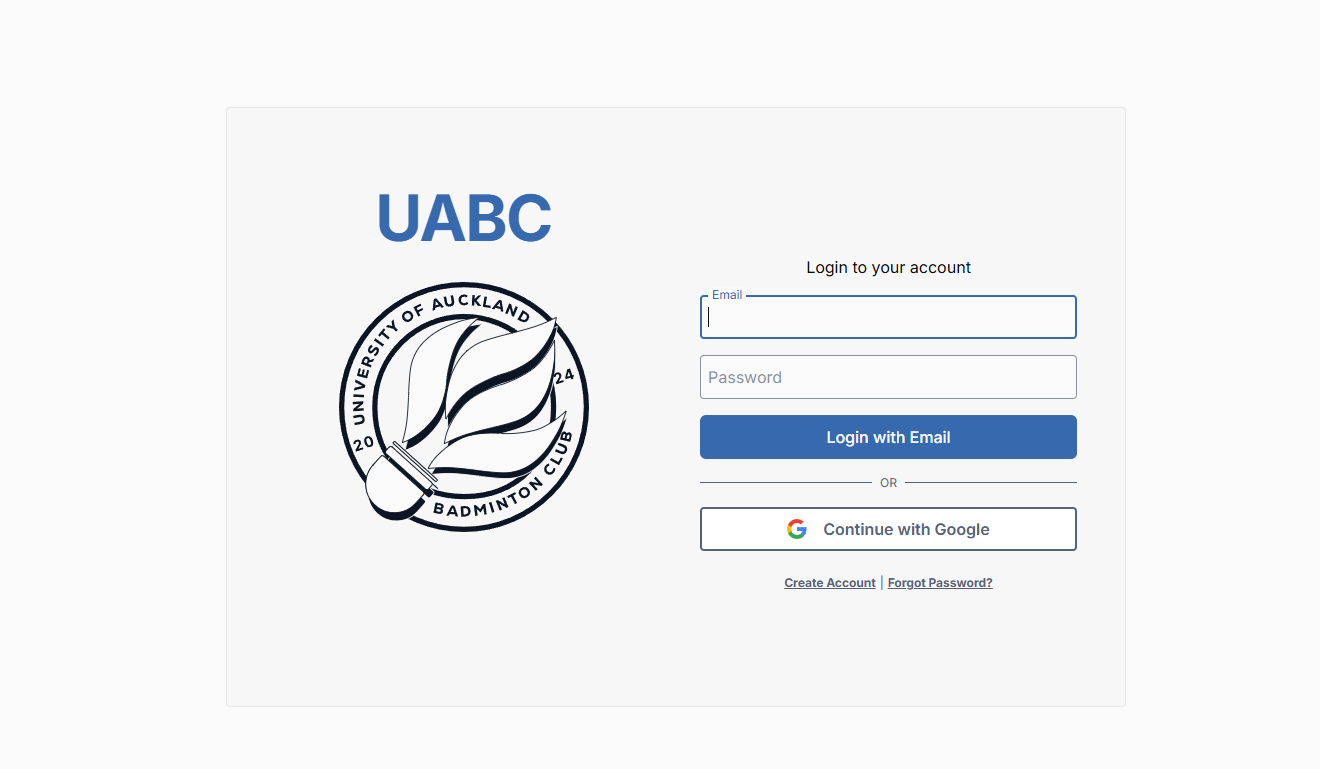 UABC
UNIVERSITY OF AUCKLAND
20
24
BADMINTON CLUB
Login to your account
Email
Password
Login with Email
OR
Continue with Google
Create Account | Forgot Password?